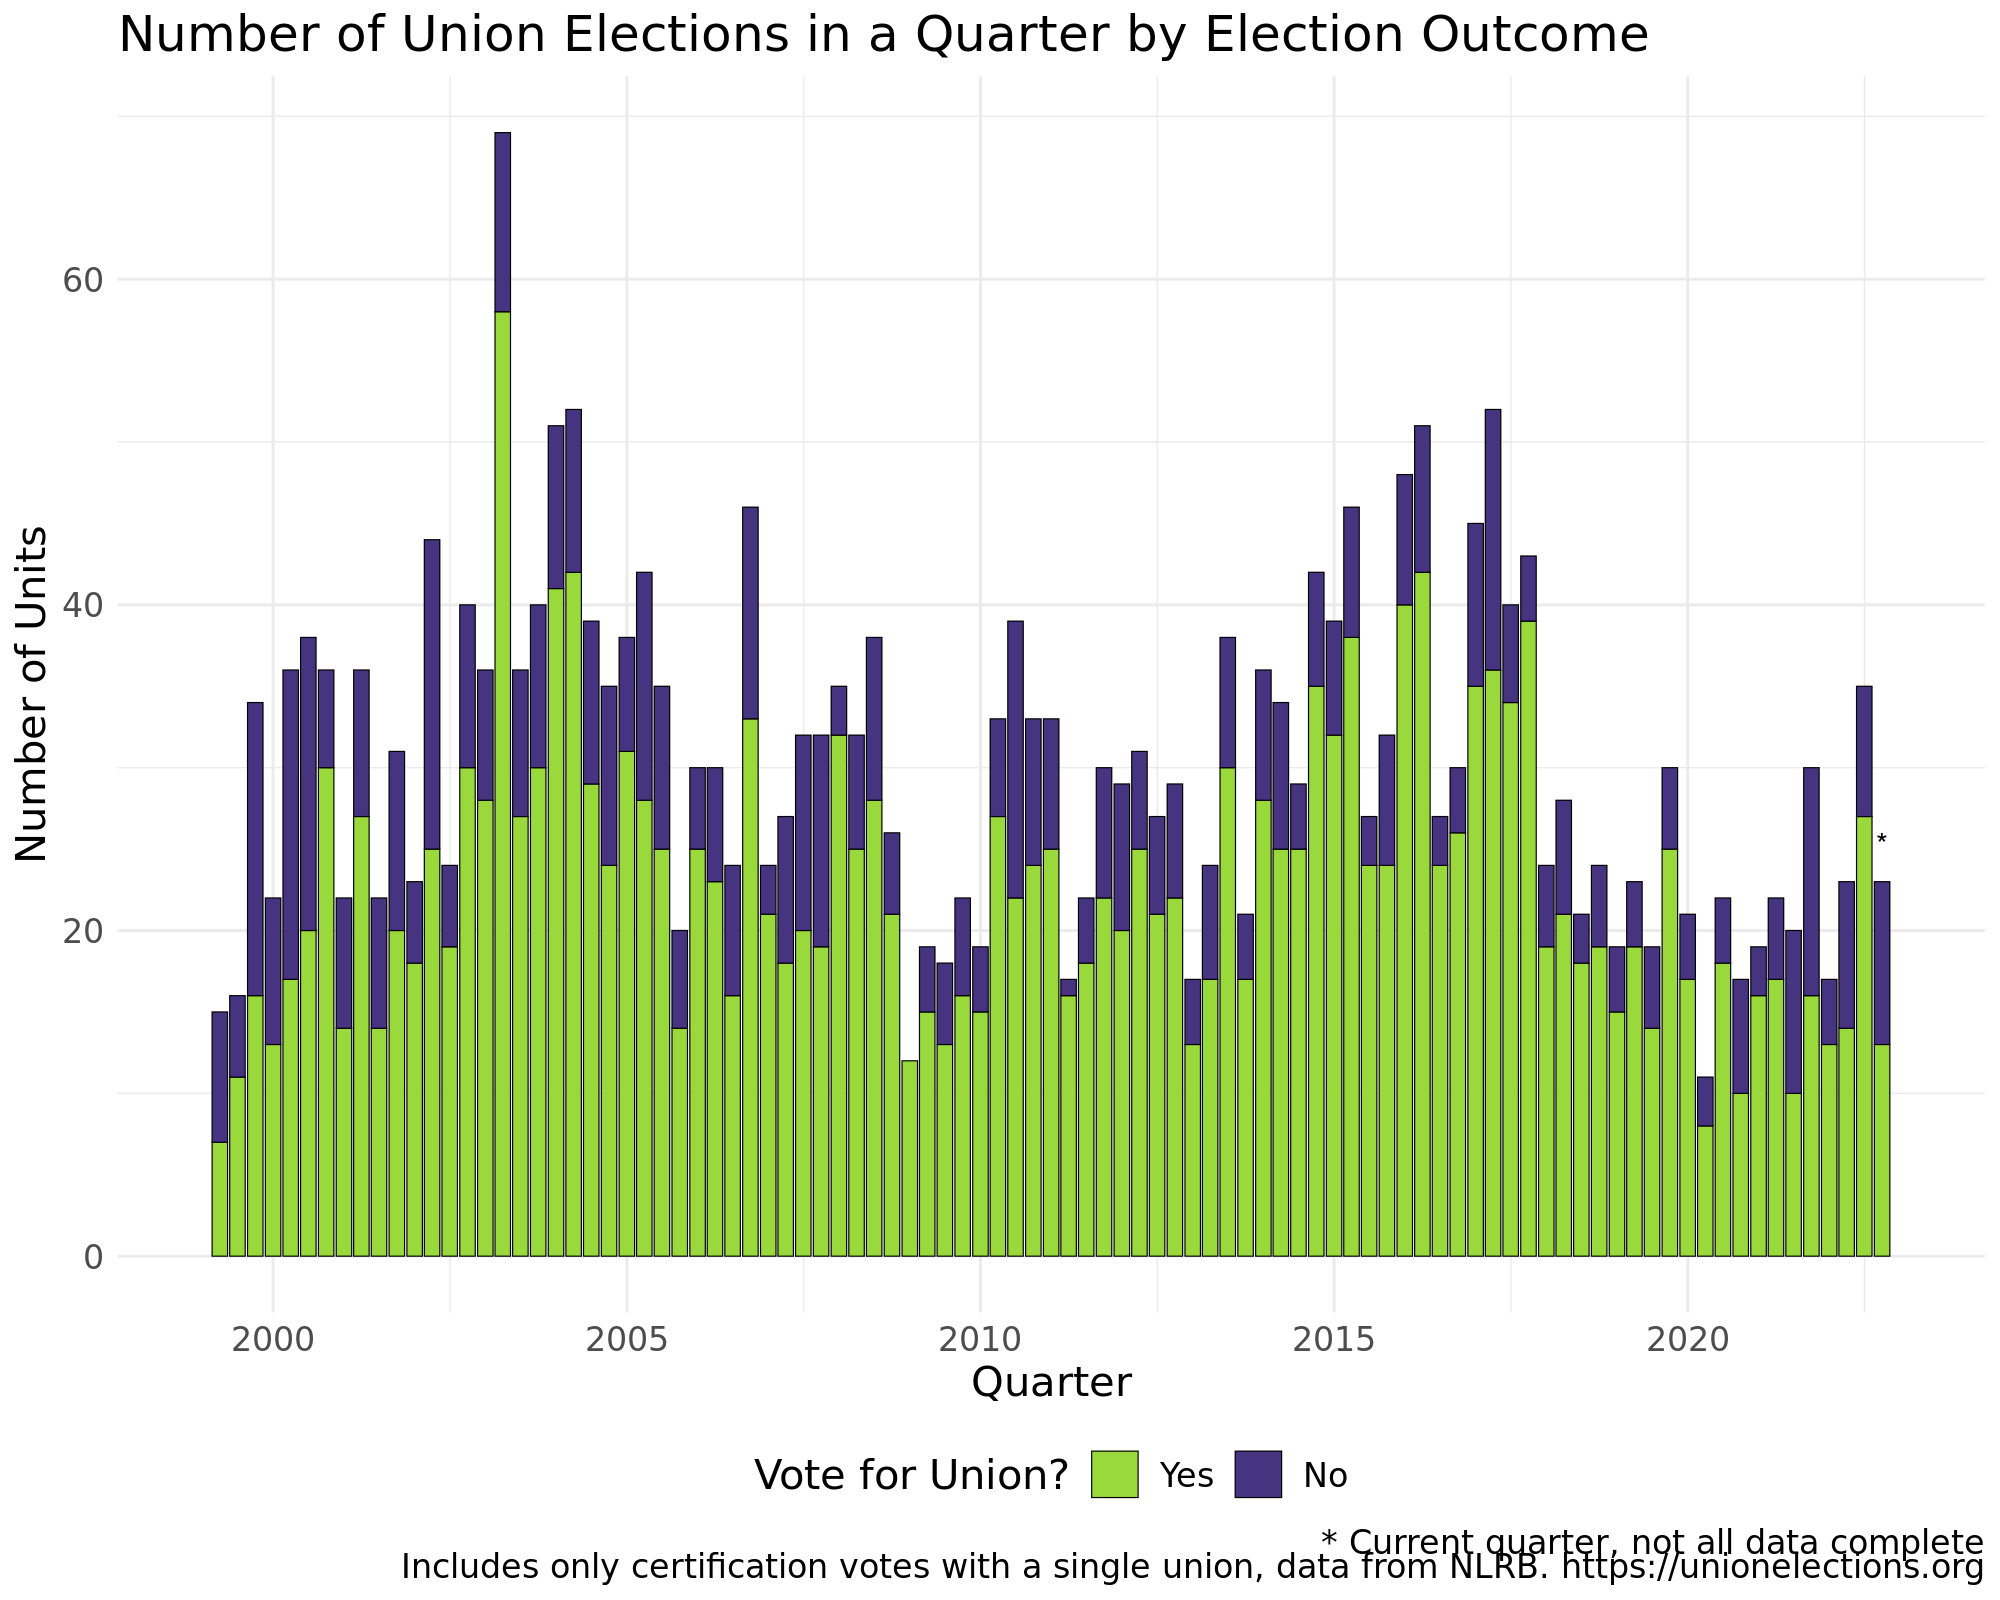 Number of Union Elections in a Quarter by Election Outcome
Number of Units
60
40
20
0
*
2000 2005 2010 2015 2020
Quarter
Vote for Union? Yes No
* Current quarter, not all data complete
Includes only certification votes with a single union, data from NLRB. https://unionelections.org